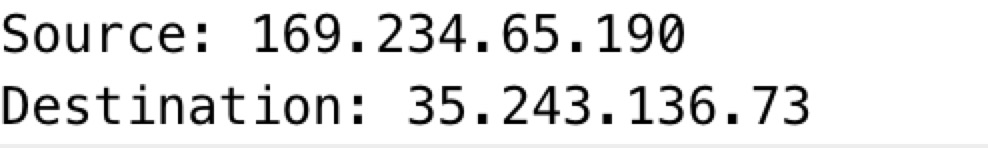 Source: 169.234.65.190
Destination: 35.243.136.73